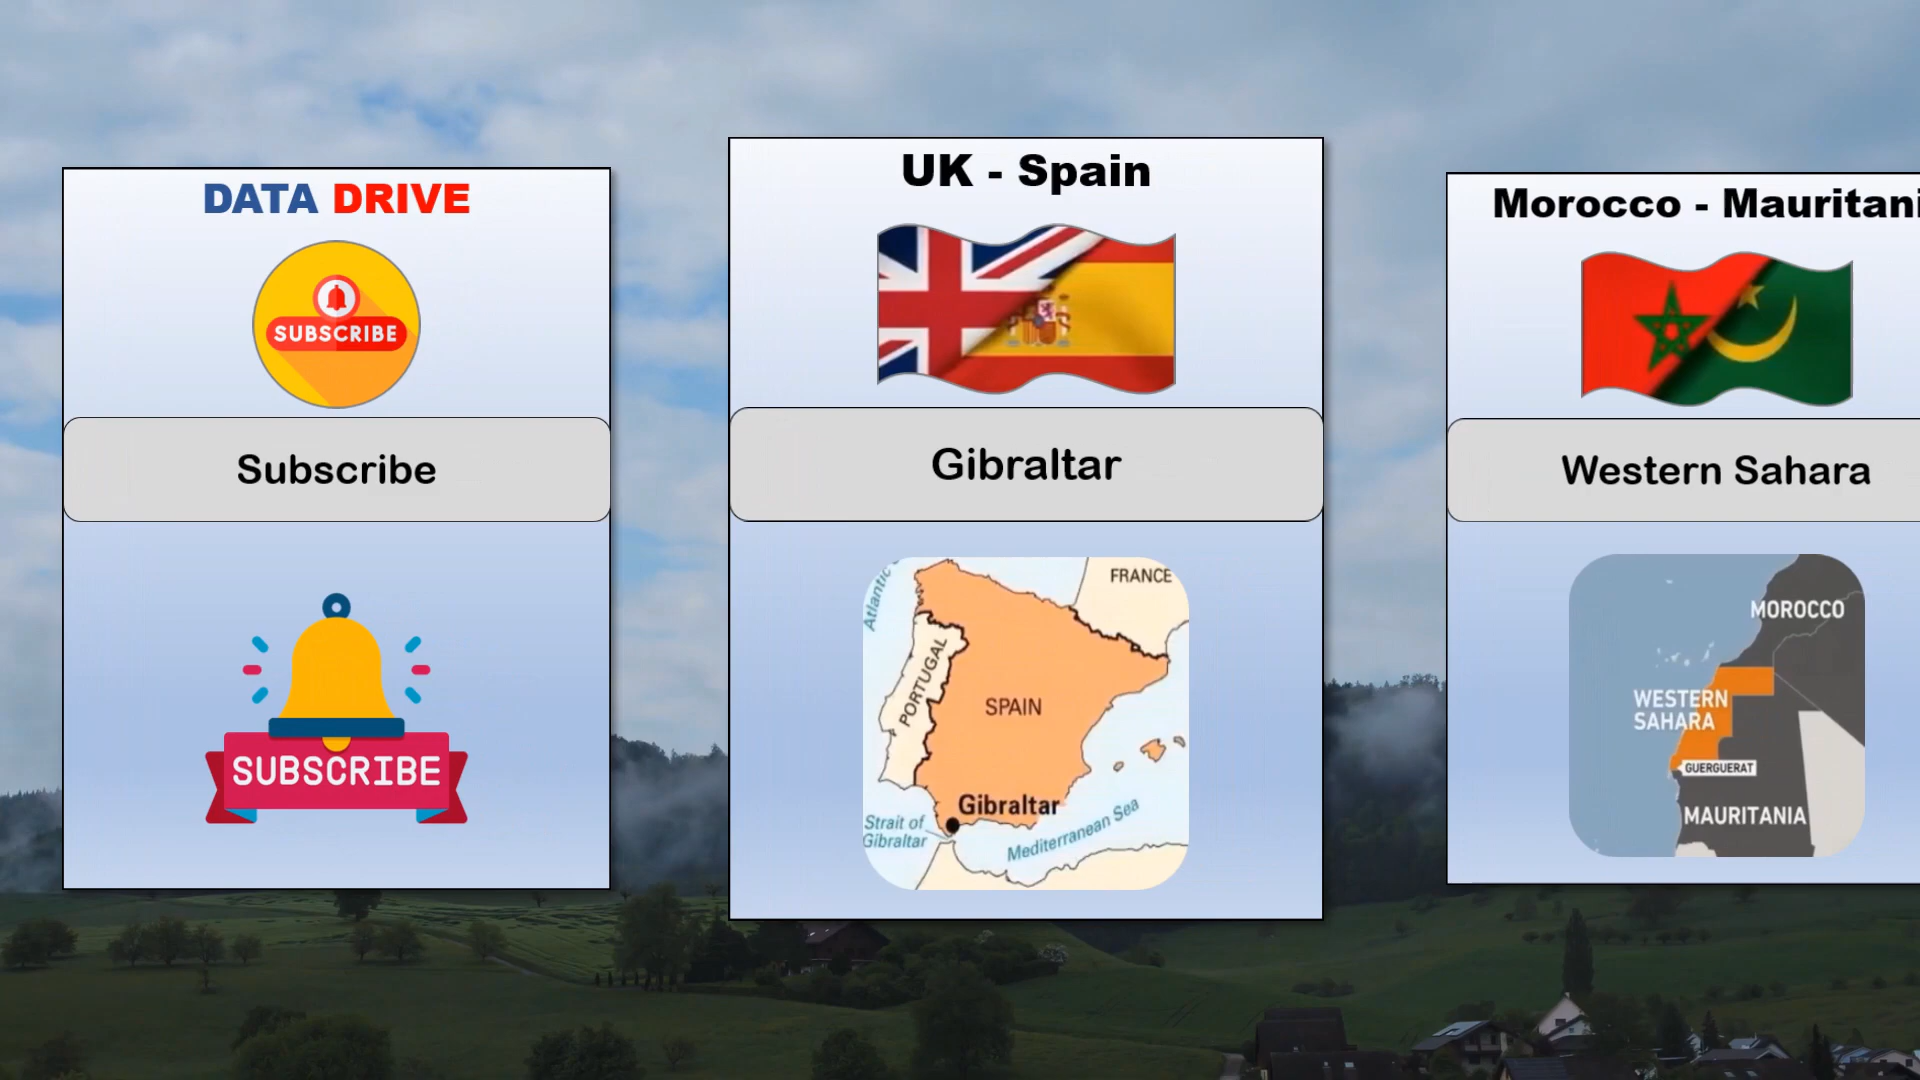 DATA DRIVE
SUBSCRIBE
Subscribe
SUBSCRIBE
UK - Spain
Gibraltar
FRANCE
PORTUGAL
SPAIN
Gibraltar
Strait of
Gibraltar
Mediterranean Sea
Atlantic
Morocco - Mauritani
Western Sahara
MOROCCO
WESTERN
SAHARA
GUERGUERAT
MAURITANIA